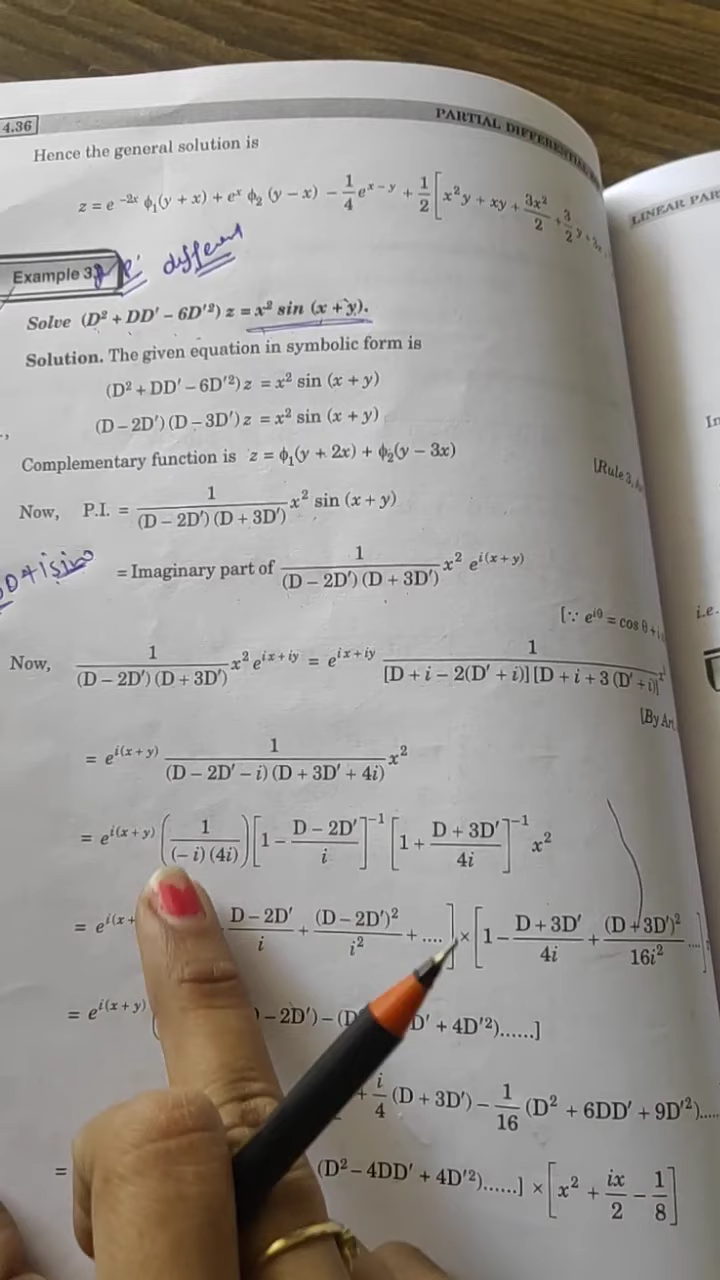 4.36
PARTIAL DIFFERENTIAL
Hence the general solution is
z = e^{-2x} ϕ₁(y + x) + e^x ϕ₂ (y − x) − 1/4 e^{x − y} + 1/2 [x²y + xy + 3x²/2 + 3/2 y +
LINEAR PAR
Example 3
different
Solve (D² + DD′ − 6D′²) z = x² sin (x + y).
Solution. The given equation in symbolic form is
(D² + DD′ − 6D′²) z = x² sin (x + y)
(D − 2D′) (D − 3D′) z = x² sin (x + y)
Complementary function is z = ϕ₁(y + 2x) + ϕ₂(y − 3x)
[Rule 3,
Now, P.I. = 1/((D − 2D′) (D + 3D′)) x² sin (x + y)
= Imaginary part of 1/((D − 2D′) (D + 3D′)) x² e^{i(x + y)}
[∵ e^{iθ} = cos θ + i
i.e.
Now, 1/((D − 2D′) (D + 3D′)) x² e^{ix + iy} = e^{ix + iy} 1/([D + i − 2(D′ + i)] [D + i + 3 (D′ + i)]
[By Art
= e^{i(x + y)} 1/((D − 2D′ − i) (D + 3D′ + 4i)) x²
= e^{i(x + y)} (1/((− i) (4i))) [1 − (D − 2D′)/i]^{−1} [1 + (D + 3D′)/4i]^{−1} x²
= e^{i(x + D − 2D′/i + (D − 2D′)²/i² + ....] × [1 − (D + 3D′)/4i + (D + 3D′)²/16i² ....]
= e^{i(x + y)} − 2D′) − (D D′ + 4D′²)......]
+ i/4 (D + 3D′) − 1/16 (D² + 6DD′ + 9D′²).....
= (D² − 4DD′ + 4D′²)......] × [x² + ix/2 − 1/8]